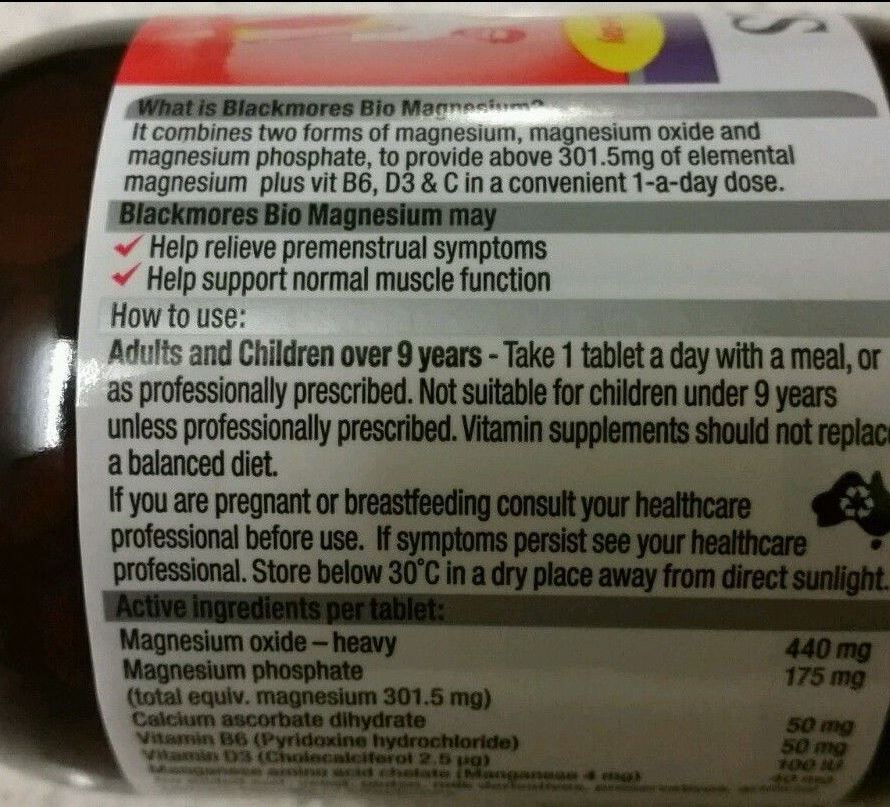 S
What is Blackmores Bio Magnesium?
It combines two forms of magnesium, magnesium oxide and
magnesium phosphate, to provide above 301.5mg of elemental
magnesium plus vit B6, D3 & C in a convenient 1-a-day dose.
Blackmores Bio Magnesium may
Help relieve premenstrual symptoms
Help support normal muscle function
How to use:
Adults and Children over 9 years - Take 1 tablet a day with a meal, or
as professionally prescribed. Not suitable for children under 9 years
unless professionally prescribed. Vitamin supplements should not replac
a balanced diet.
If you are pregnant or breastfeeding consult your healthcare
professional before use. If symptoms persist see your healthcare
professional. Store below 30°C in a dry place away from direct sunlight.
Active ingredients per tablet:
Magnesium oxide – heavy 440 mg
Magnesium phosphate 175 mg
(total equiv. magnesium 301.5 mg)
Calcium ascorbate dihydrate 50 mg
Vitamin B6 (Pyridoxine hydrochloride) 50 mg
Vitamin D3 (Cholecalciferol 2.5 µg) 100 IU
Manganese amino acid chelate (Manganese 4 mg)